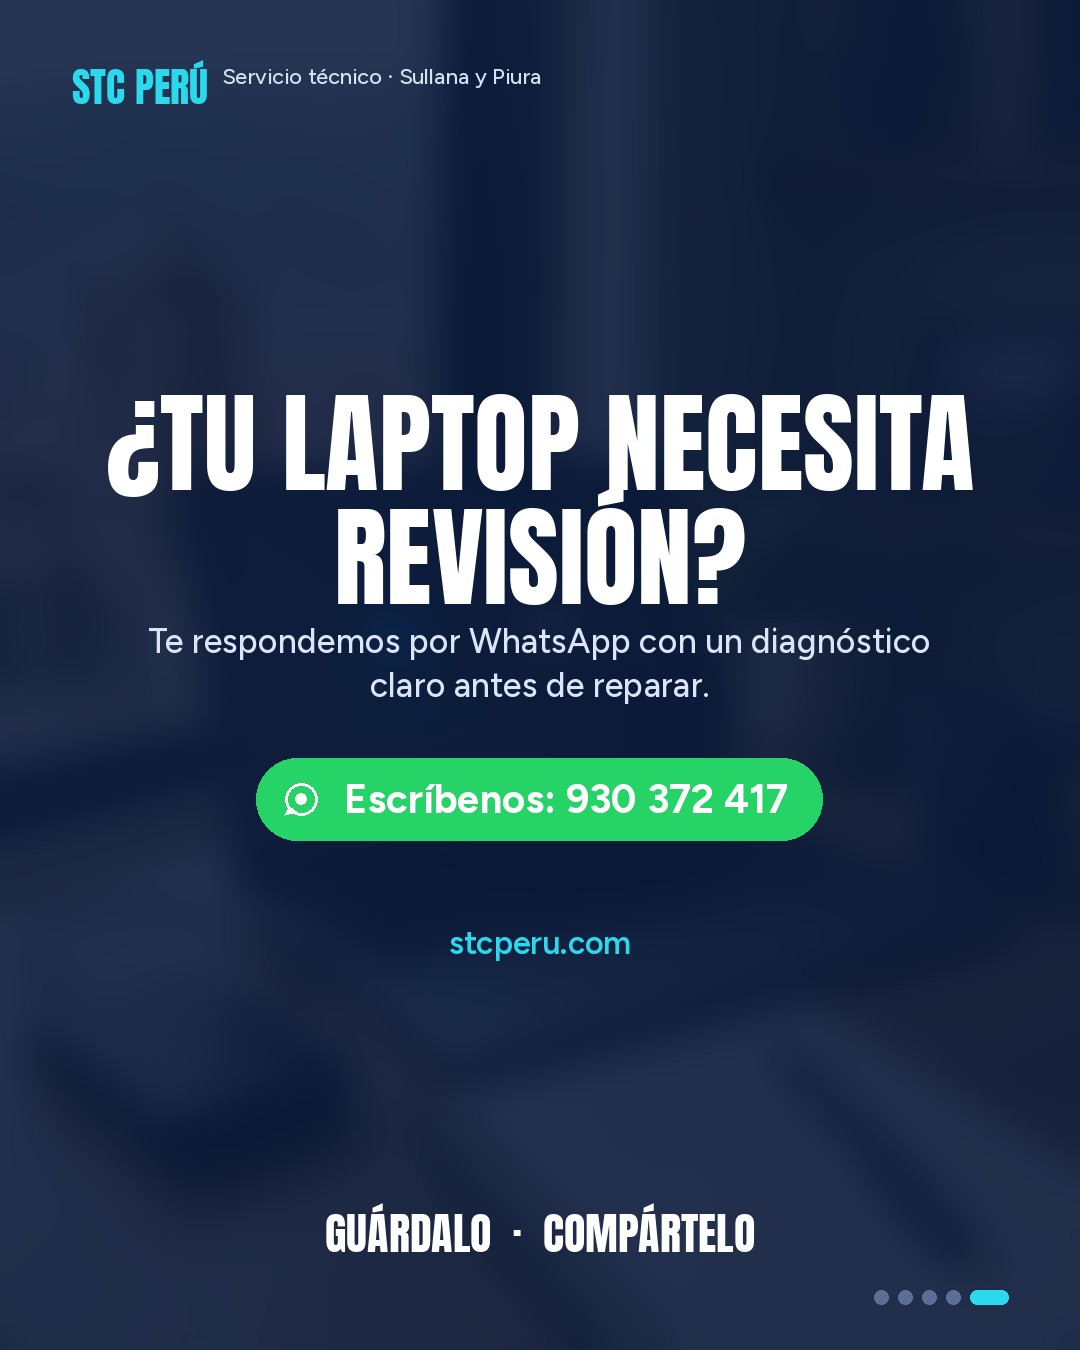 STC PERÚ Servicio técnico · Sullana y Piura
¿TU LAPTOP NECESITA
REVISIÓN?
Te respondemos por WhatsApp con un diagnóstico
claro antes de reparar.
Escríbenos: 930 372 417
stcperu.com
GUÁRDALO · COMPÁRTELO